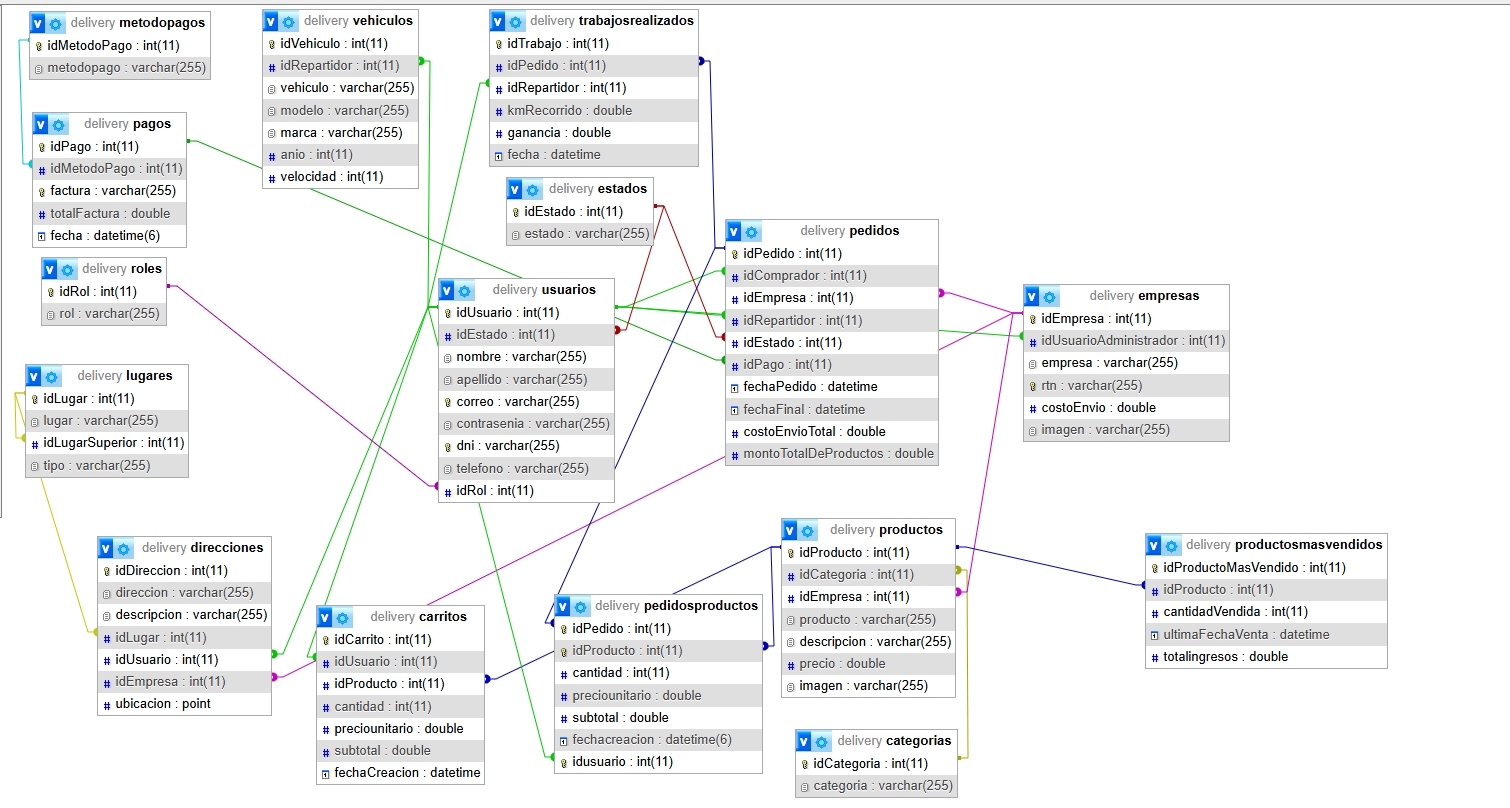 delivery metodopagos
idMetodoPago : int(11)
metodopago : varchar(255)
delivery vehiculos
idVehiculo : int(11)
idRepartidor : int(11)
vehiculo : varchar(255)
modelo : varchar(255)
marca : varchar(255)
anio : int(11)
velocidad : int(11)
delivery trabajosrealizados
idTrabajo : int(11)
idPedido : int(11)
idRepartidor : int(11)
kmRecorrido : double
ganancia : double
fecha : datetime
delivery pagos
idPago : int(11)
idMetodoPago : int(11)
factura : varchar(255)
totalFactura : double
fecha : datetime(6)
delivery estados
idEstado : int(11)
estado : varchar(255)
delivery pedidos
idPedido : int(11)
idComprador : int(11)
idEmpresa : int(11)
idRepartidor : int(11)
idEstado : int(11)
idPago : int(11)
fechaPedido : datetime
fechaFinal : datetime
costoEnvioTotal : double
montoTotalDeProductos : double
delivery roles
idRol : int(11)
rol : varchar(255)
delivery usuarios
idUsuario : int(11)
idEstado : int(11)
nombre : varchar(255)
apellido : varchar(255)
correo : varchar(255)
contrasenia : varchar(255)
dni : varchar(255)
telefono : varchar(255)
idRol : int(11)
delivery empresas
idEmpresa : int(11)
idUsuarioAdministrador : int(11)
empresa : varchar(255)
rtn : varchar(255)
costoEnvio : double
imagen : varchar(255)
delivery lugares
idLugar : int(11)
lugar : varchar(255)
idLugarSuperior : int(11)
tipo : varchar(255)
delivery direcciones
idDireccion : int(11)
direccion : varchar(255)
descripcion : varchar(255)
idLugar : int(11)
idUsuario : int(11)
idEmpresa : int(11)
ubicacion : point
delivery carritos
idCarrito : int(11)
idUsuario : int(11)
idProducto : int(11)
cantidad : int(11)
preciounitario : double
subtotal : double
fechaCreacion : datetime
delivery pedidosproductos
idPedido : int(11)
idProducto : int(11)
cantidad : int(11)
preciounitario : double
subtotal : double
fechacreacion : datetime(6)
idusuario : int(11)
delivery productos
idProducto : int(11)
idCategoria : int(11)
idEmpresa : int(11)
producto : varchar(255)
descripcion : varchar(255)
precio : double
imagen : varchar(255)
delivery productosmasvendidos
idProductoMasVendido : int(11)
idProducto : int(11)
cantidadVendida : int(11)
ultimaFechaVenta : datetime
totalingresos : double
delivery categorias
idCategoria : int(11)
categoria : varchar(255)